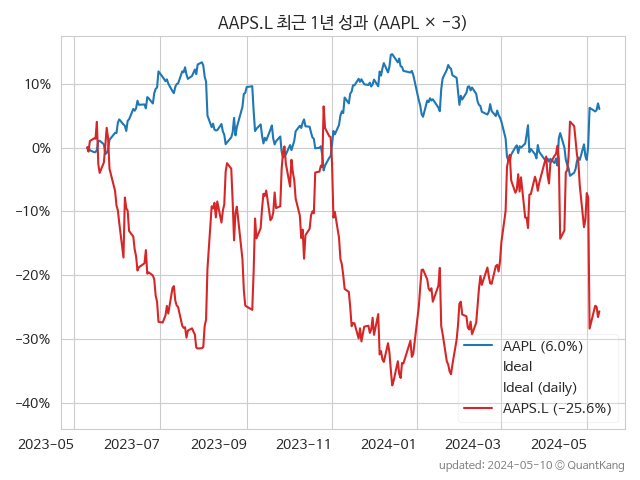 AAPS.L 최근 1년 성과 (AAPL × −3)
10%
0%
−10%
−20%
−30%
−40%
AAPL (6.0%)
Ideal
Ideal (daily)
AAPS.L (−25.6%)
2023-05 2023-07 2023-09 2023-11 2024-01 2024-03 2024-05
updated: 2024-05-10 © QuantKang